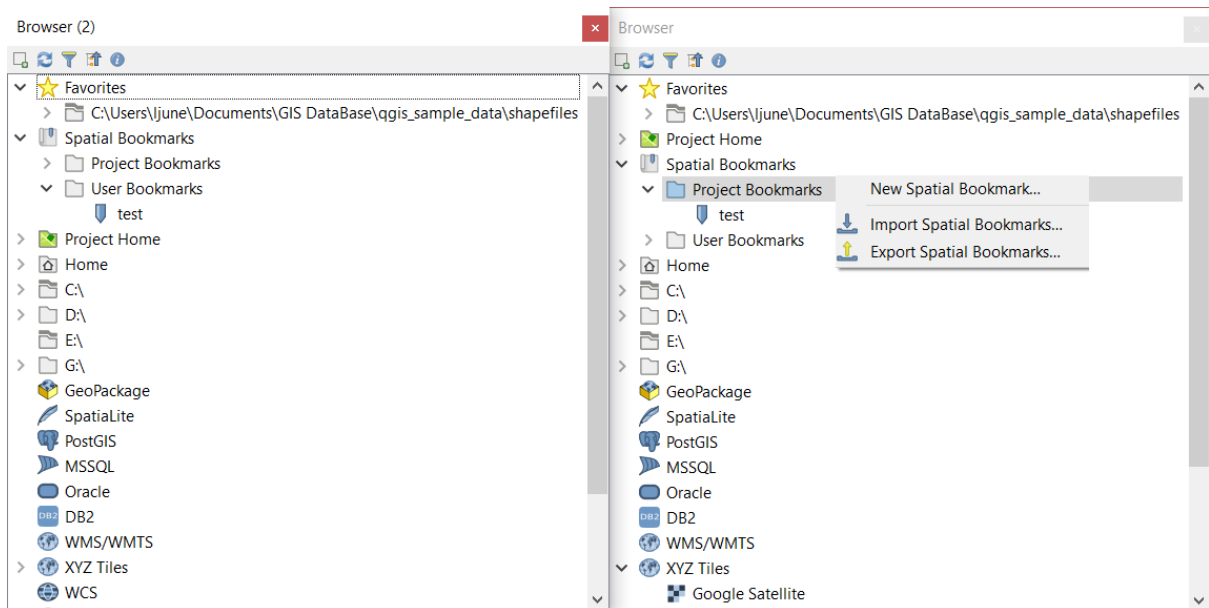 Browser (2)
Favorites
C:\Users\ljune\Documents\GIS DataBase\qgis_sample_data\shapefiles
Spatial Bookmarks
Project Bookmarks
User Bookmarks
test
Project Home
Home
C:\
D:\
E:\
G:\
GeoPackage
SpatiaLite
PostGIS
MSSQL
Oracle
DB2 DB2
WMS/WMTS
XYZ Tiles
WCS
Browser
Favorites
C:\Users\ljune\Documents\GIS DataBase\qgis_sample_data\shapefiles
Project Home
Spatial Bookmarks
Project Bookmarks
test
User Bookmarks
Home
C:\
D:\
E:\
G:\
GeoPackage
SpatiaLite
PostGIS
MSSQL
Oracle
DB2 DB2
WMS/WMTS
XYZ Tiles
Google Satellite
New Spatial Bookmark...
Import Spatial Bookmarks...
Export Spatial Bookmarks...